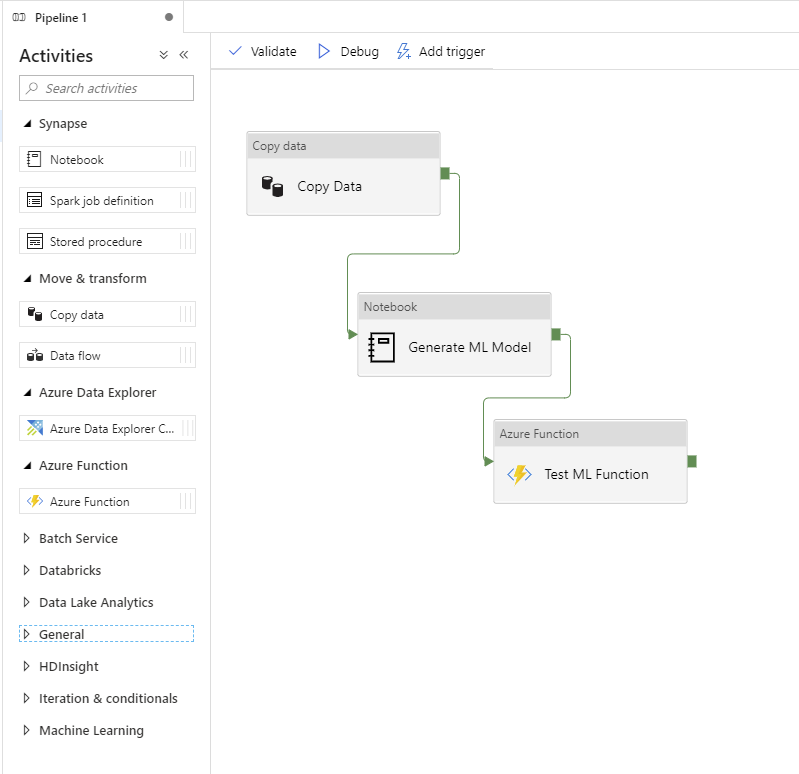 Pipeline 1
Activities
Search activities
Synapse
Notebook
Spark job definition
Stored procedure
Move & transform
Copy data
Data flow
Azure Data Explorer
Azure Data Explorer C...
Azure Function
Azure Function
Batch Service
Databricks
Data Lake Analytics
General
HDInsight
Iteration & conditionals
Machine Learning
Validate Debug Add trigger
Copy data
Copy Data
Notebook
Generate ML Model
Azure Function
Test ML Function